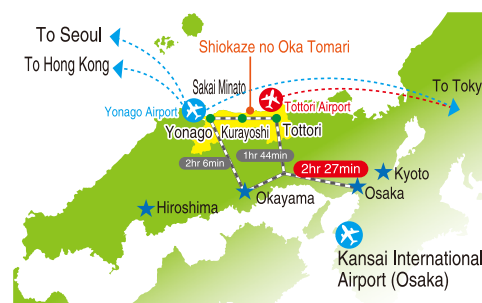 To Seoul
To Hong Kong
Shiokaze no Oka Tomari
Sakai Minato
To Toky
Yonago Airport
Tottori Airport
Yonago
Kurayoshi
Tottori
2hr 6min
1hr 44min
2hr 27min
Kyoto
Osaka
Okayama
Hiroshima
Kansai International
Airport (Osaka)